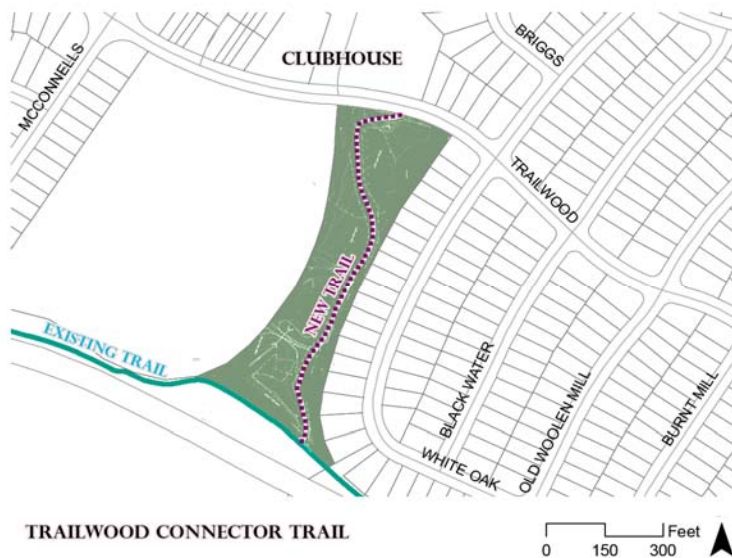 CLUBHOUSE
MCCONNELLS
BRIGGS
TRAILWOOD
NEW TRAIL
EXISTING TRAIL
BLACK WATER
OLD WOOLEN MILL
BURNT MILL
WHITE OAK
TRAILWOOD CONNECTOR TRAIL
Feet
0 150 300